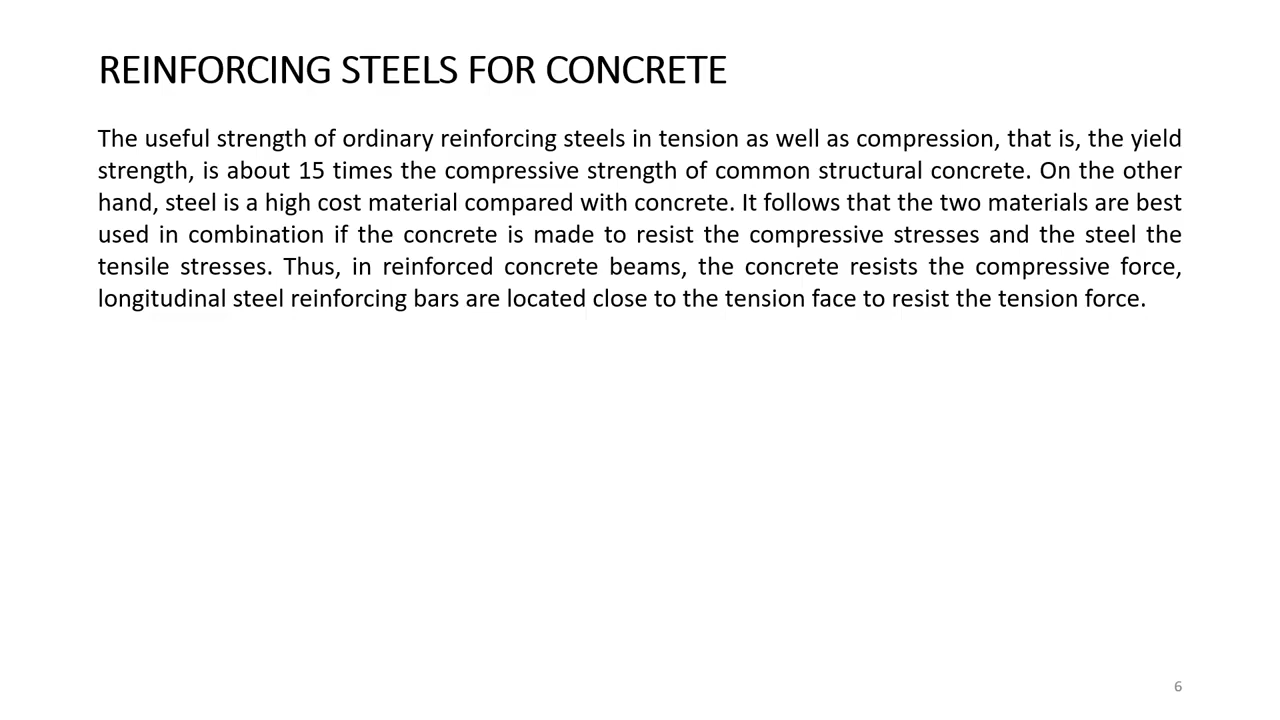 REINFORCING STEELS FOR CONCRETE
The useful strength of ordinary reinforcing steels in tension as well as compression, that is, the yield
strength, is about 15 times the compressive strength of common structural concrete. On the other
hand, steel is a high cost material compared with concrete. It follows that the two materials are best
used in combination if the concrete is made to resist the compressive stresses and the steel the
tensile stresses. Thus, in reinforced concrete beams, the concrete resists the compressive force,
longitudinal steel reinforcing bars are located close to the tension face to resist the tension force.
6